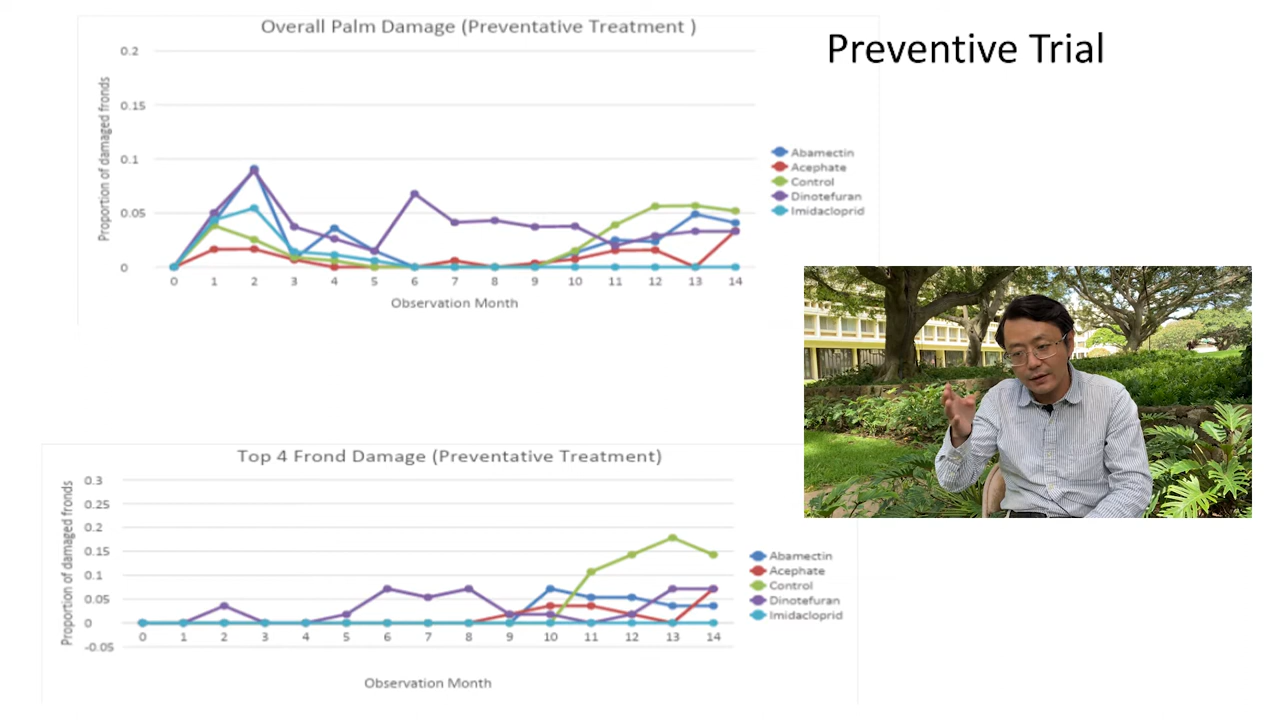 Preventive Trial
Overall Palm Damage (Preventative Treatment )
Proportion of damaged fronds
0.2
0.15
0.1
0.05
0
0 1 2 3 4 5 6 7 8 9 10 11 12 13 14
Observation Month
Abamectin
Acephate
Control
Dinotefuran
Imidacloprid
Top 4 Frond Damage (Preventative Treatment)
Proportion of damaged fronds
0.3
0.25
0.2
0.15
0.1
0.05
0
-0.05
0 1 2 3 4 5 6 7 8 9 10 11 12 13 14
Observation Month
Abamectin
Acephate
Control
Dinotefuran
Imidacloprid